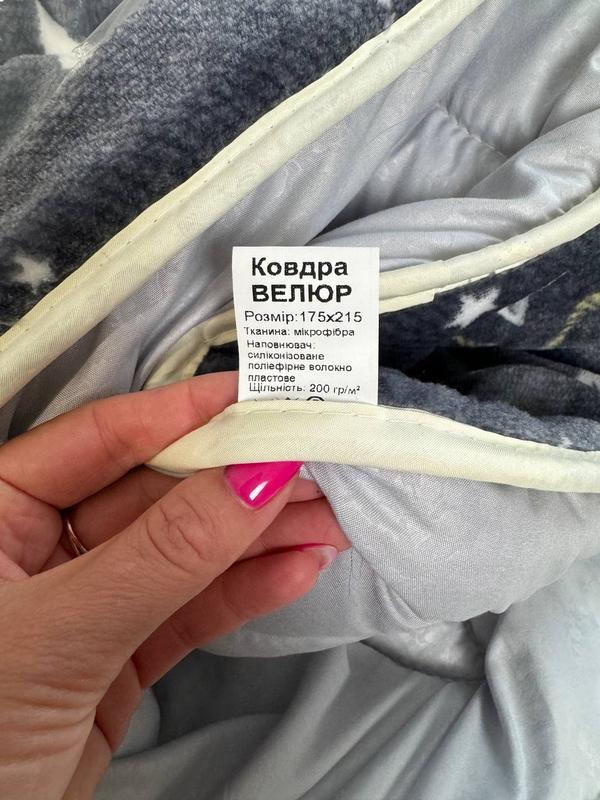 Ковдра
ВЕЛЮР
Розмір:175х215
Тканина: мікрофібра
Наповнювач:
силіконізоване
поліефірне волокно
пластове
Щільність: 200 гр/м²